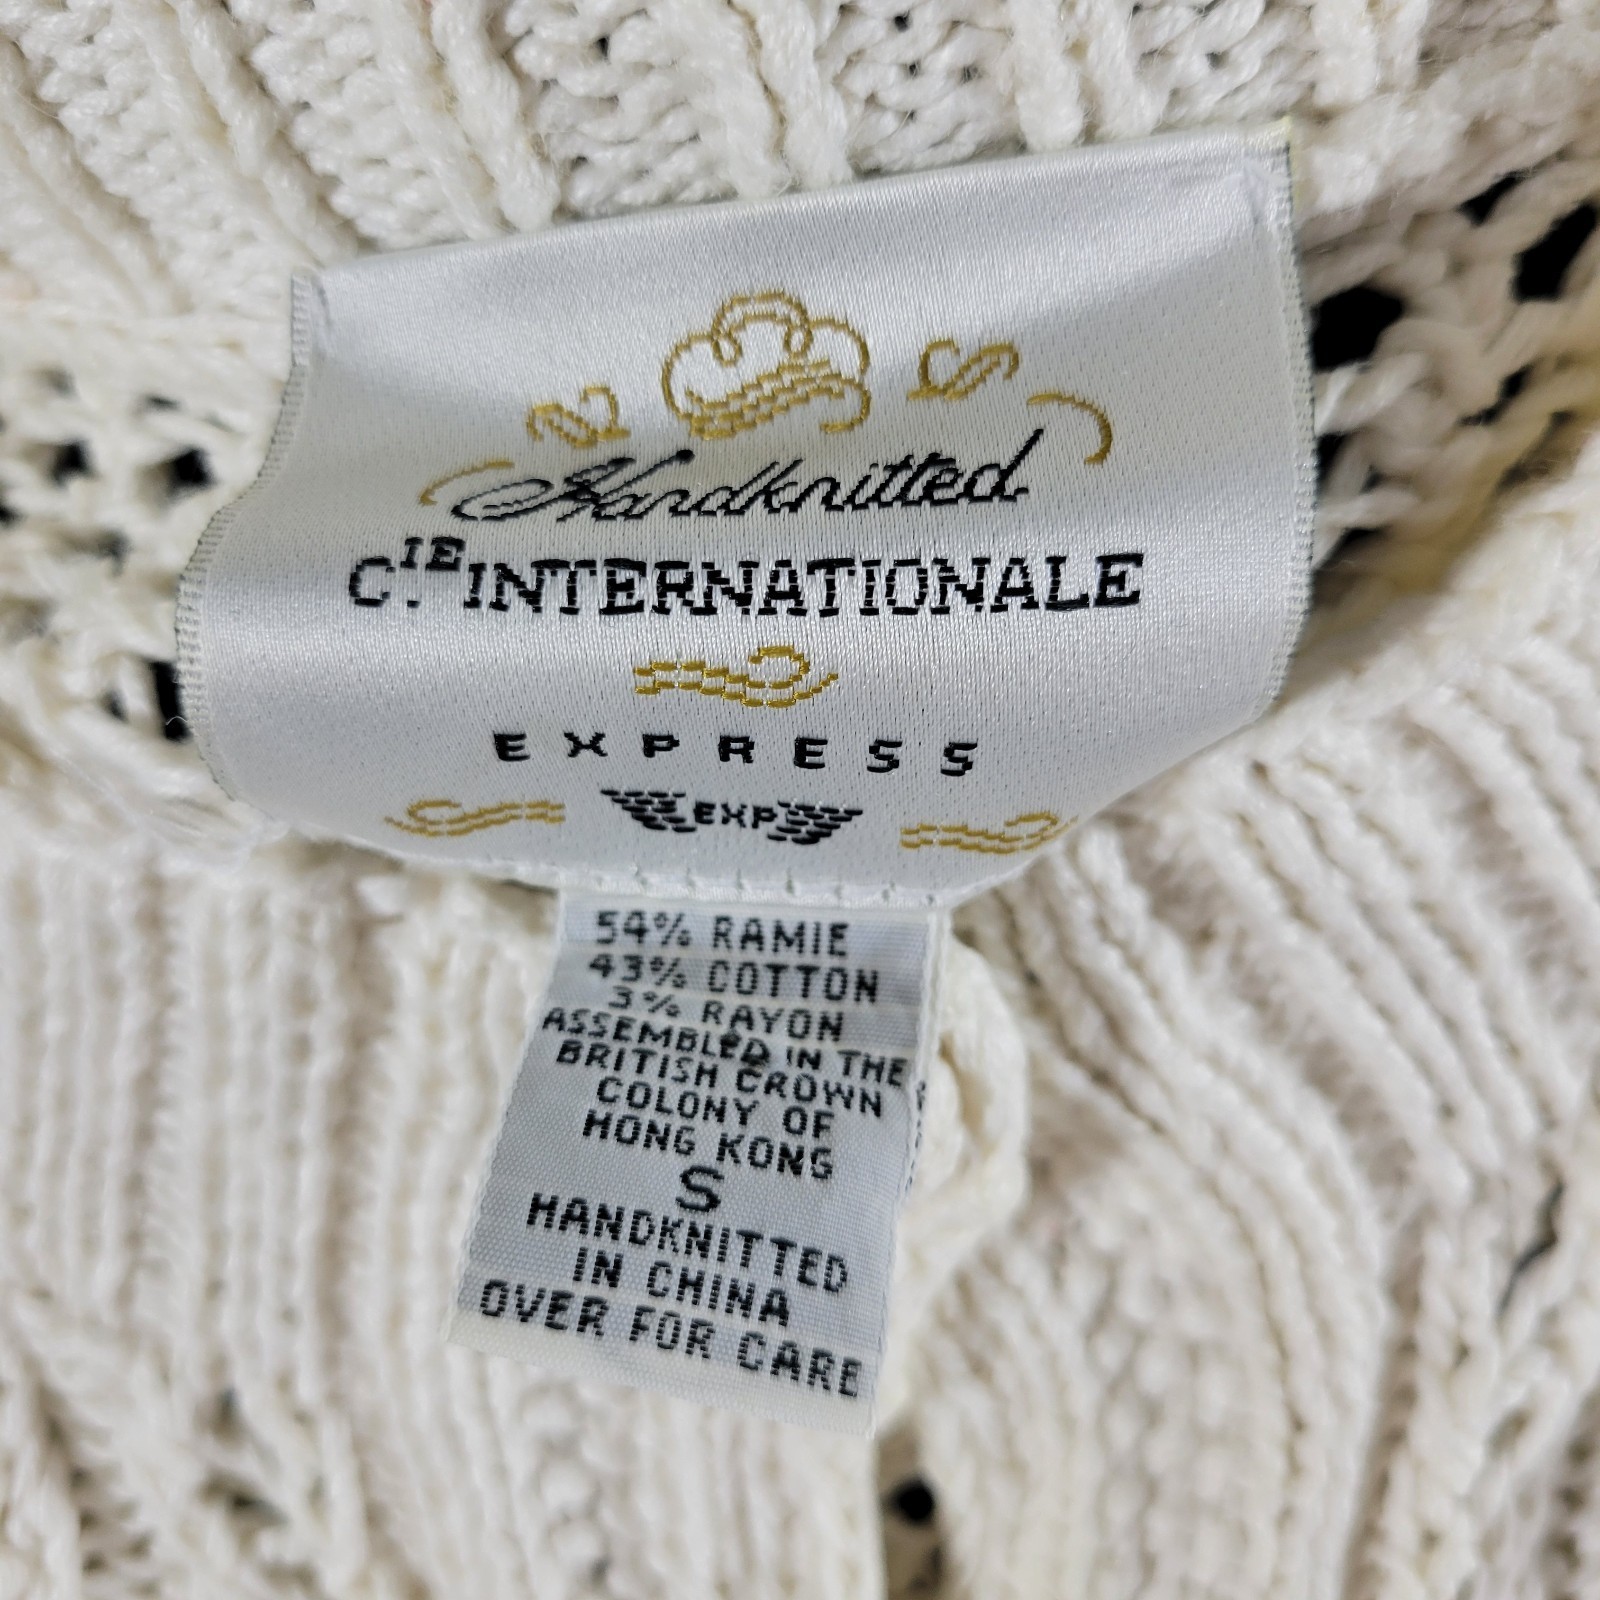 Handknitted
CIE. INTERNATIONALE
EXPRESS
EXP
54% RAMIE
43% COTTON
3% RAYON
ASSEMBLED IN THE
BRITISH CROWN
COLONY OF
HONG KONG
S
HANDKNITTED
IN CHINA
OVER FOR CARE